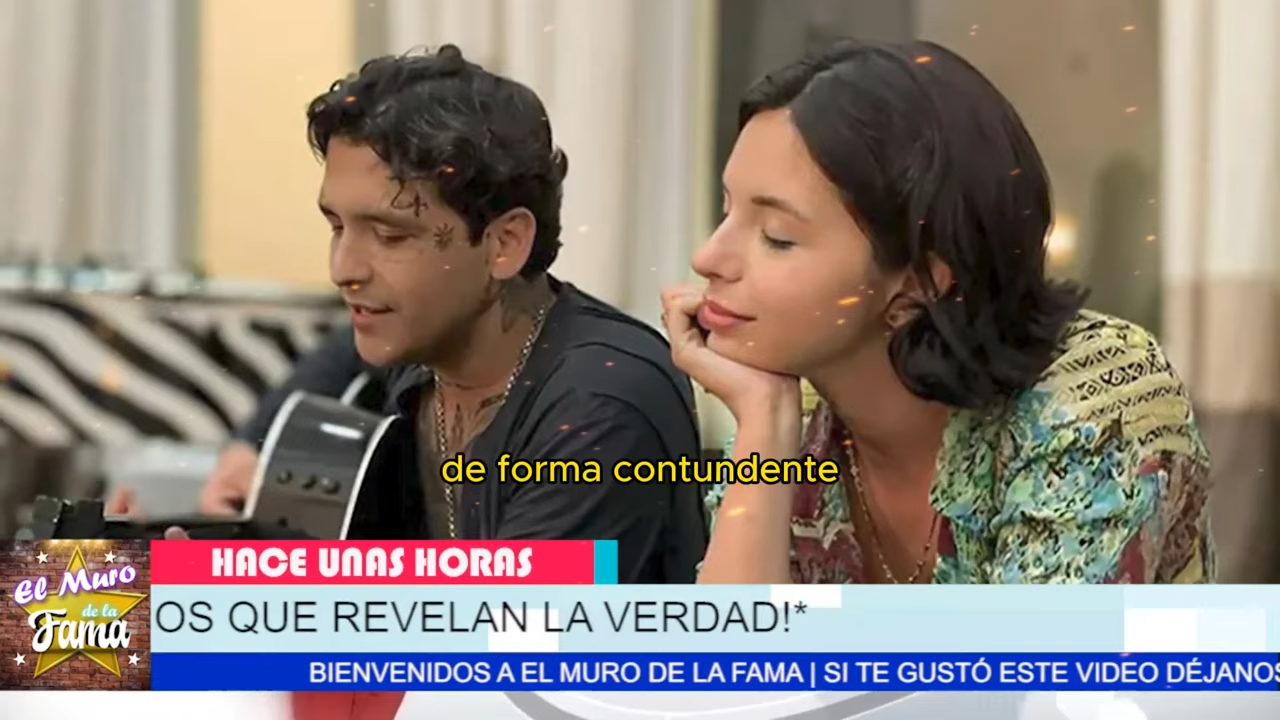 de forma contundente
HACE UNAS HORAS
El Muro
de la
Fama
OS QUE REVELAN LA VERDAD!*
BIENVENIDOS A EL MURO DE LA FAMA | SI TE GUSTÓ ESTE VIDEO DÉJANOS